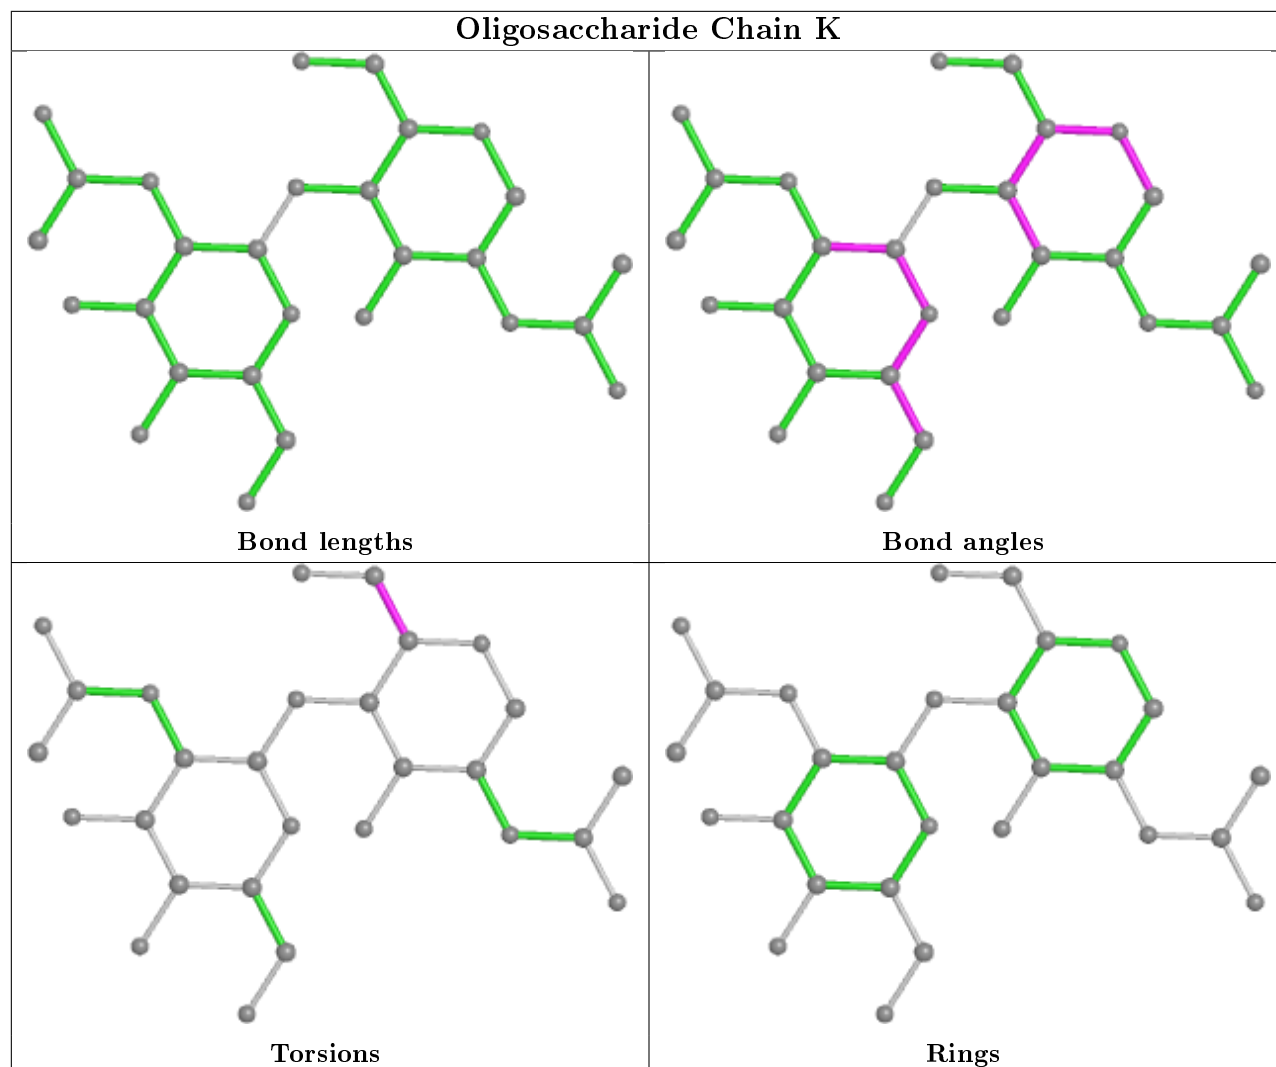 Oligosaccharide Chain K
Bond lengths
Bond angles
Torsions
Rings